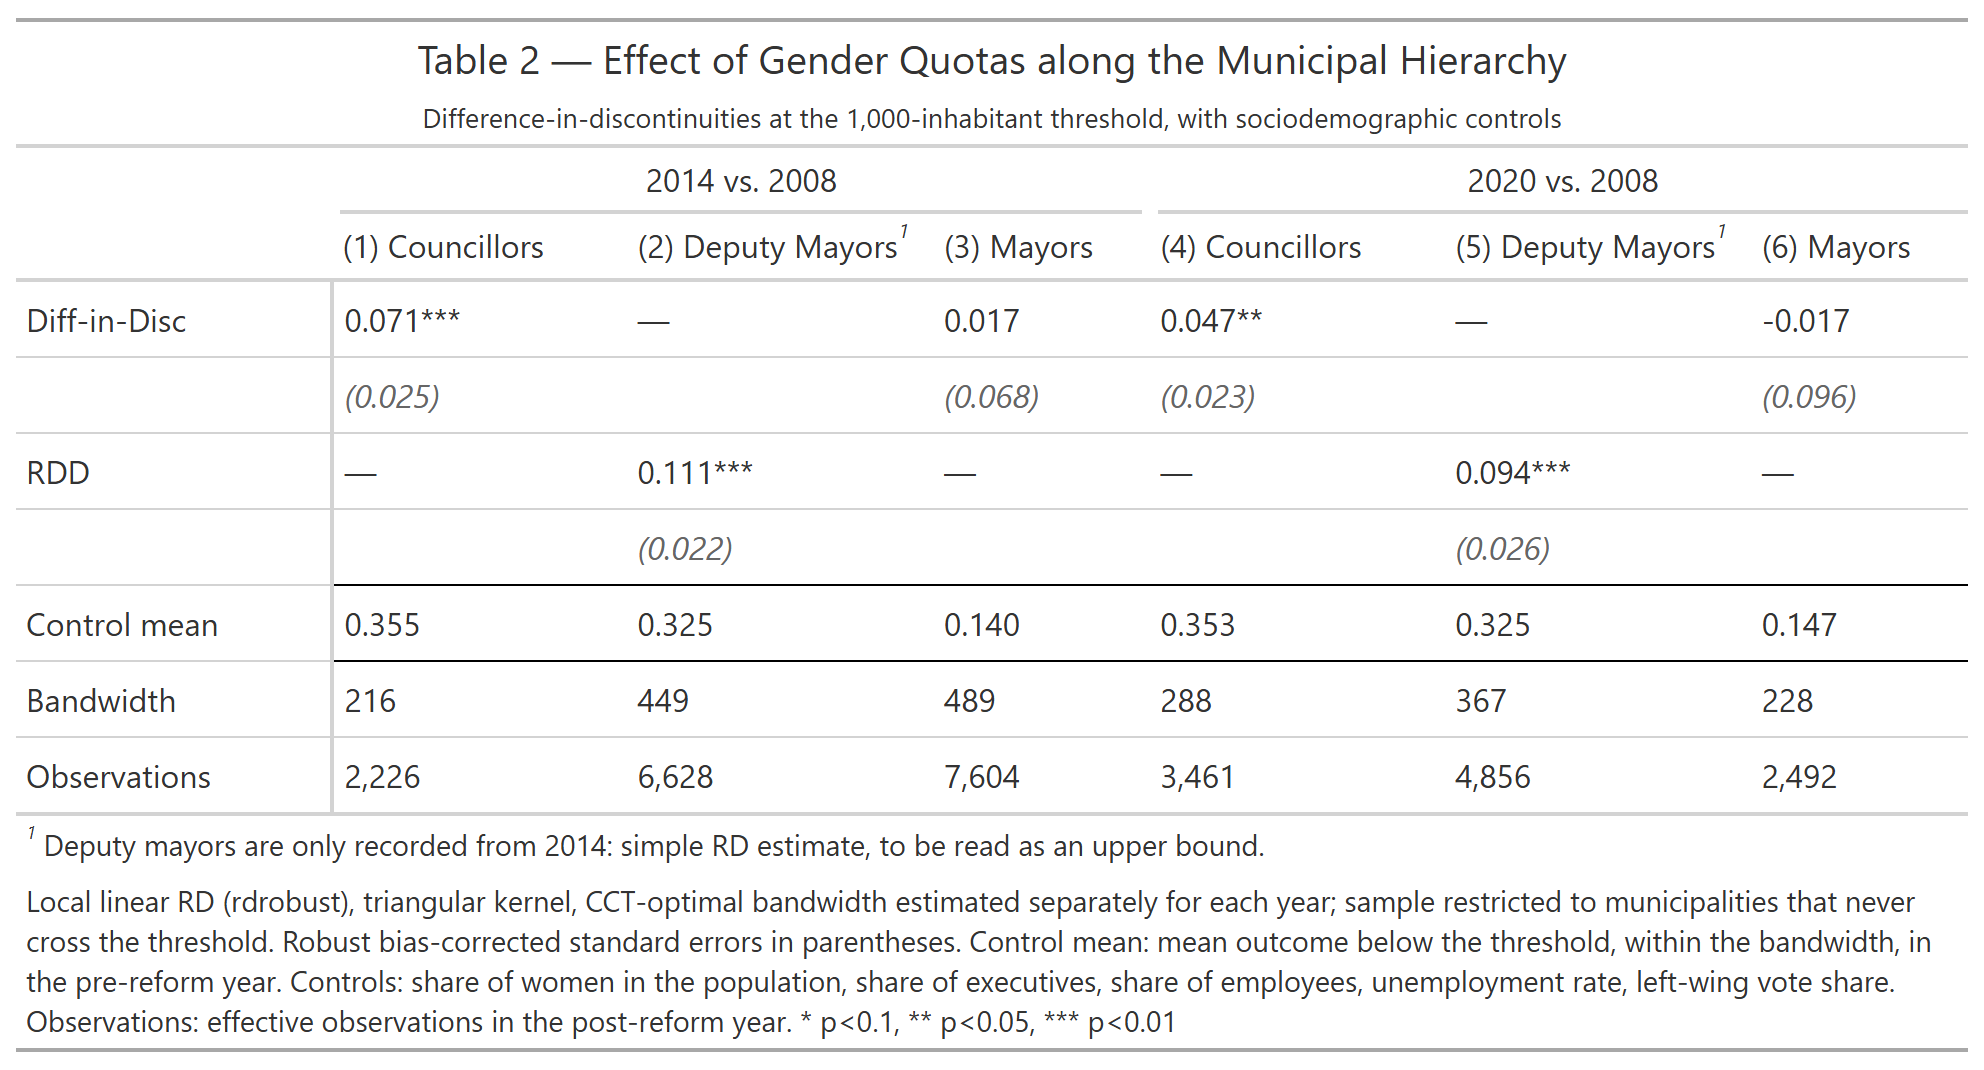 Table 2 — Effect of Gender Quotas along the Municipal Hierarchy
Difference-in-discontinuities at the 1,000-inhabitant threshold, with sociodemographic controls
2014 vs. 2008 2020 vs. 2008
(1) Councillors (2) Deputy Mayors1 (3) Mayors (4) Councillors (5) Deputy Mayors1 (6) Mayors
Diff-in-Disc 0.071*** — 0.017 0.047** — -0.017
(0.025) (0.068) (0.023) (0.096)
RDD — 0.111*** — — 0.094*** —
(0.022) (0.026)
Control mean 0.355 0.325 0.140 0.353 0.325 0.147
Bandwidth 216 449 489 288 367 228
Observations 2,226 6,628 7,604 3,461 4,856 2,492
1 Deputy mayors are only recorded from 2014: simple RD estimate, to be read as an upper bound.
Local linear RD (rdrobust), triangular kernel, CCT-optimal bandwidth estimated separately for each year; sample restricted to municipalities that never
cross the threshold. Robust bias-corrected standard errors in parentheses. Control mean: mean outcome below the threshold, within the bandwidth, in
the pre-reform year. Controls: share of women in the population, share of executives, share of employees, unemployment rate, left-wing vote share.
Observations: effective observations in the post-reform year. * p<0.1, ** p<0.05, *** p<0.01